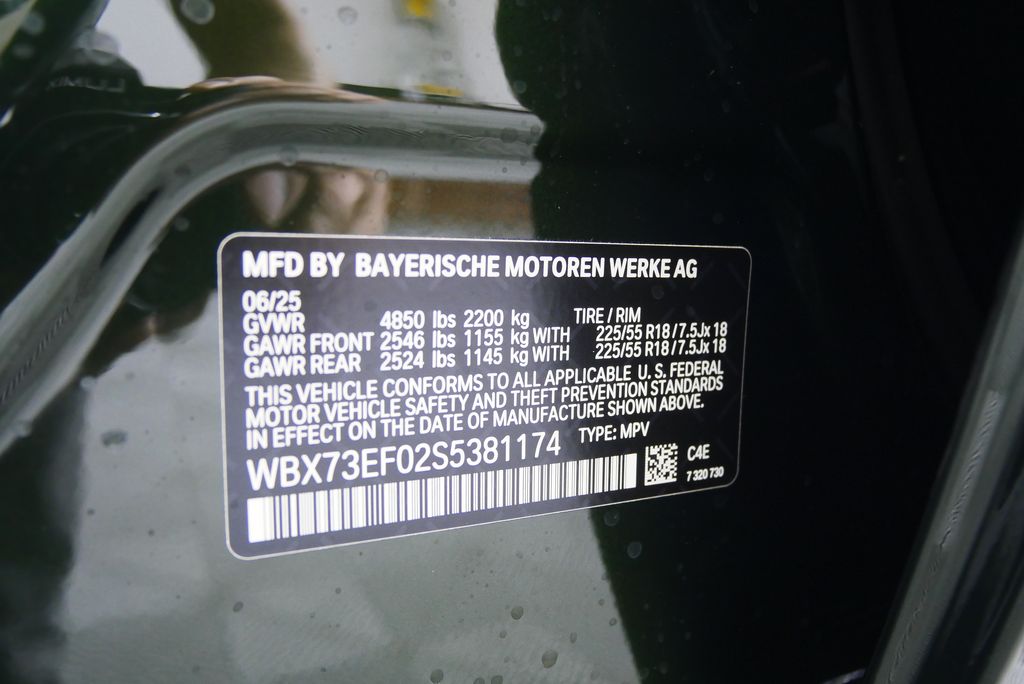 MFD BY BAYERISCHE MOTOREN WERKE AG
06/25
GVWR 4850 lbs 2200 kg TIRE / RIM
GAWR FRONT 2546 lbs 1155 kg WITH 225/55 R18 / 7.5Jx 18
GAWR REAR 2524 lbs 1145 kg WITH 225/55 R18 / 7.5Jx 18
THIS VEHICLE CONFORMS TO ALL APPLICABLE U. S. FEDERAL
MOTOR VEHICLE SAFETY AND THEFT PREVENTION STANDARDS
IN EFFECT ON THE DATE OF MANUFACTURE SHOWN ABOVE.
WBX73EF02S5381174 TYPE: MPV
C4E
7 320 730